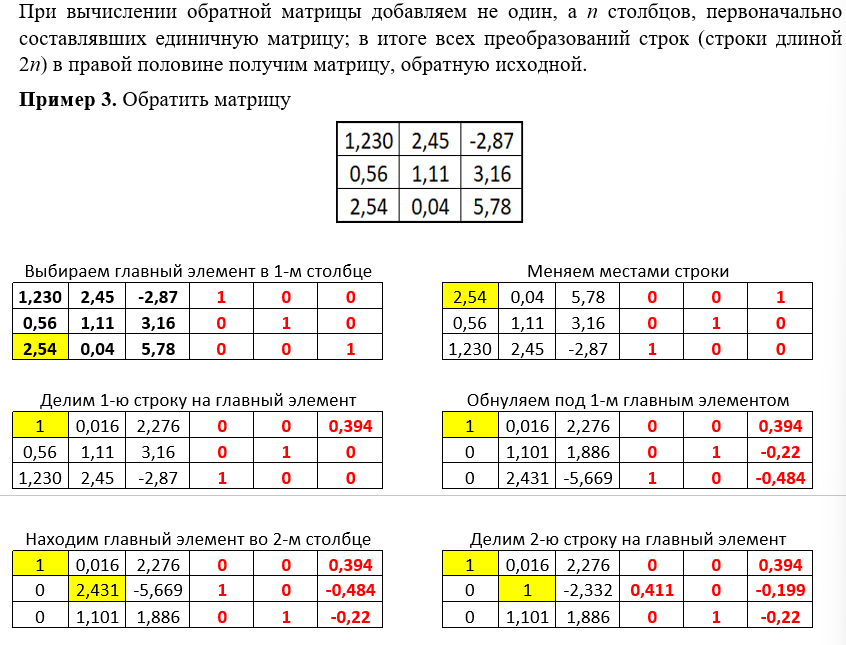 При вычислении обратной матрицы добавляем не один, а n столбцов, первоначально
составлявших единичную матрицу; в итоге всех преобразований строк (строки длиной
2n) в правой половине получим матрицу, обратную исходной.
Пример 3. Обратить матрицу
1,230 2,45 -2,87
0,56 1,11 3,16
2,54 0,04 5,78
Выбираем главный элемент в 1-м столбце
1,230 2,45 -2,87 1 0 0
0,56 1,11 3,16 0 1 0
2,54 0,04 5,78 0 0 1
Меняем местами строки
2,54 0,04 5,78 0 0 1
0,56 1,11 3,16 0 1 0
1,230 2,45 -2,87 1 0 0
Делим 1-ю строку на главный элемент
1 0,016 2,276 0 0 0,394
0,56 1,11 3,16 0 1 0
1,230 2,45 -2,87 1 0 0
Обнуляем под 1-м главным элементом
1 0,016 2,276 0 0 0,394
0 1,101 1,886 0 1 -0,22
0 2,431 -5,669 1 0 -0,484
Находим главный элемент во 2-м столбце
1 0,016 2,276 0 0 0,394
0 2,431 -5,669 1 0 -0,484
0 1,101 1,886 0 1 -0,22
Делим 2-ю строку на главный элемент
1 0,016 2,276 0 0 0,394
0 1 -2,332 0,411 0 -0,199
0 1,101 1,886 0 1 -0,22